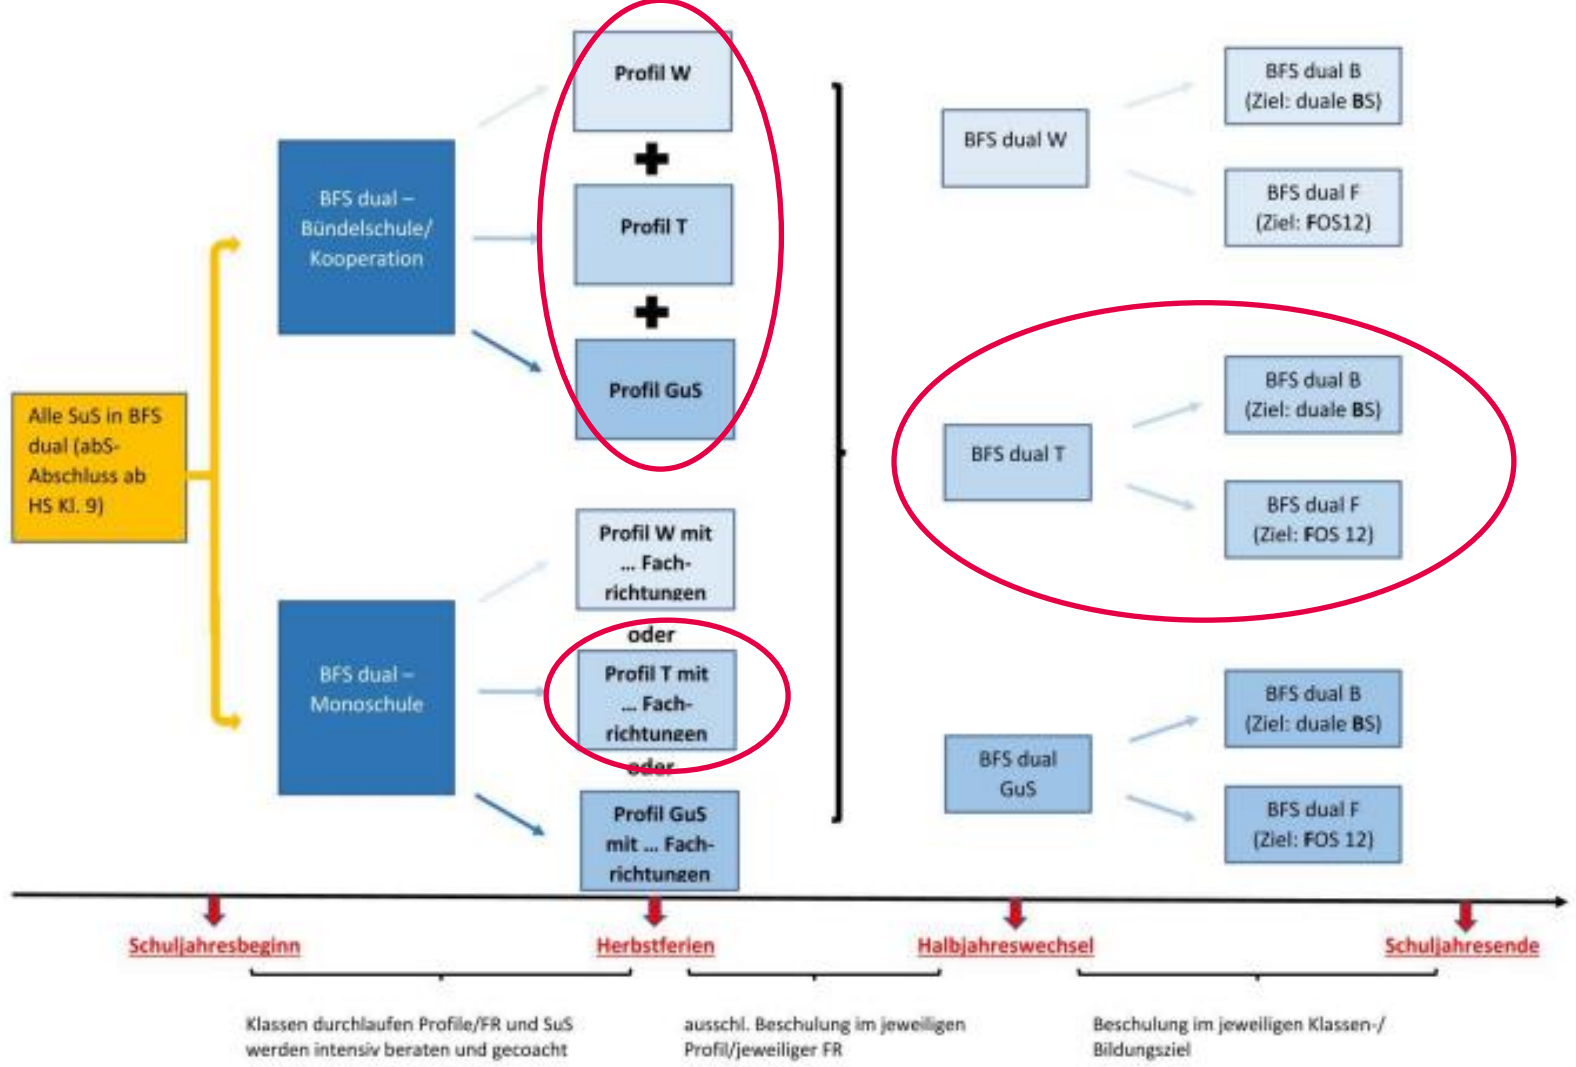 Alle SuS in BFS
dual (abS-
Abschluss ab
HS Kl. 9)
BFS dual –
Bündelschule/
Kooperation
BFS dual –
Monoschule
Profil W
Profil T
Profil GuS
Profil W mit
... Fach-
richtungen
oder
Profil T mit
... Fach-
richtungen
oder
Profil GuS
mit ... Fach-
richtungen
BFS dual W
BFS dual B
(Ziel: duale BS)
BFS dual F
(Ziel: FOS12)
BFS dual T
BFS dual B
(Ziel: duale BS)
BFS dual F
(Ziel: FOS 12)
BFS dual
GuS
BFS dual B
(Ziel: duale BS)
BFS dual F
(Ziel: FOS 12)
Schuljahresbeginn
Herbstferien
Halbjahreswechsel
Schuljahresende
Klassen durchlaufen Profile/FR und SuS
werden intensiv beraten und gecoacht
ausschl. Beschulung im jeweiligen
Profil/jeweiliger FR
Beschulung im jeweiligen Klassen-/
Bildungsziel